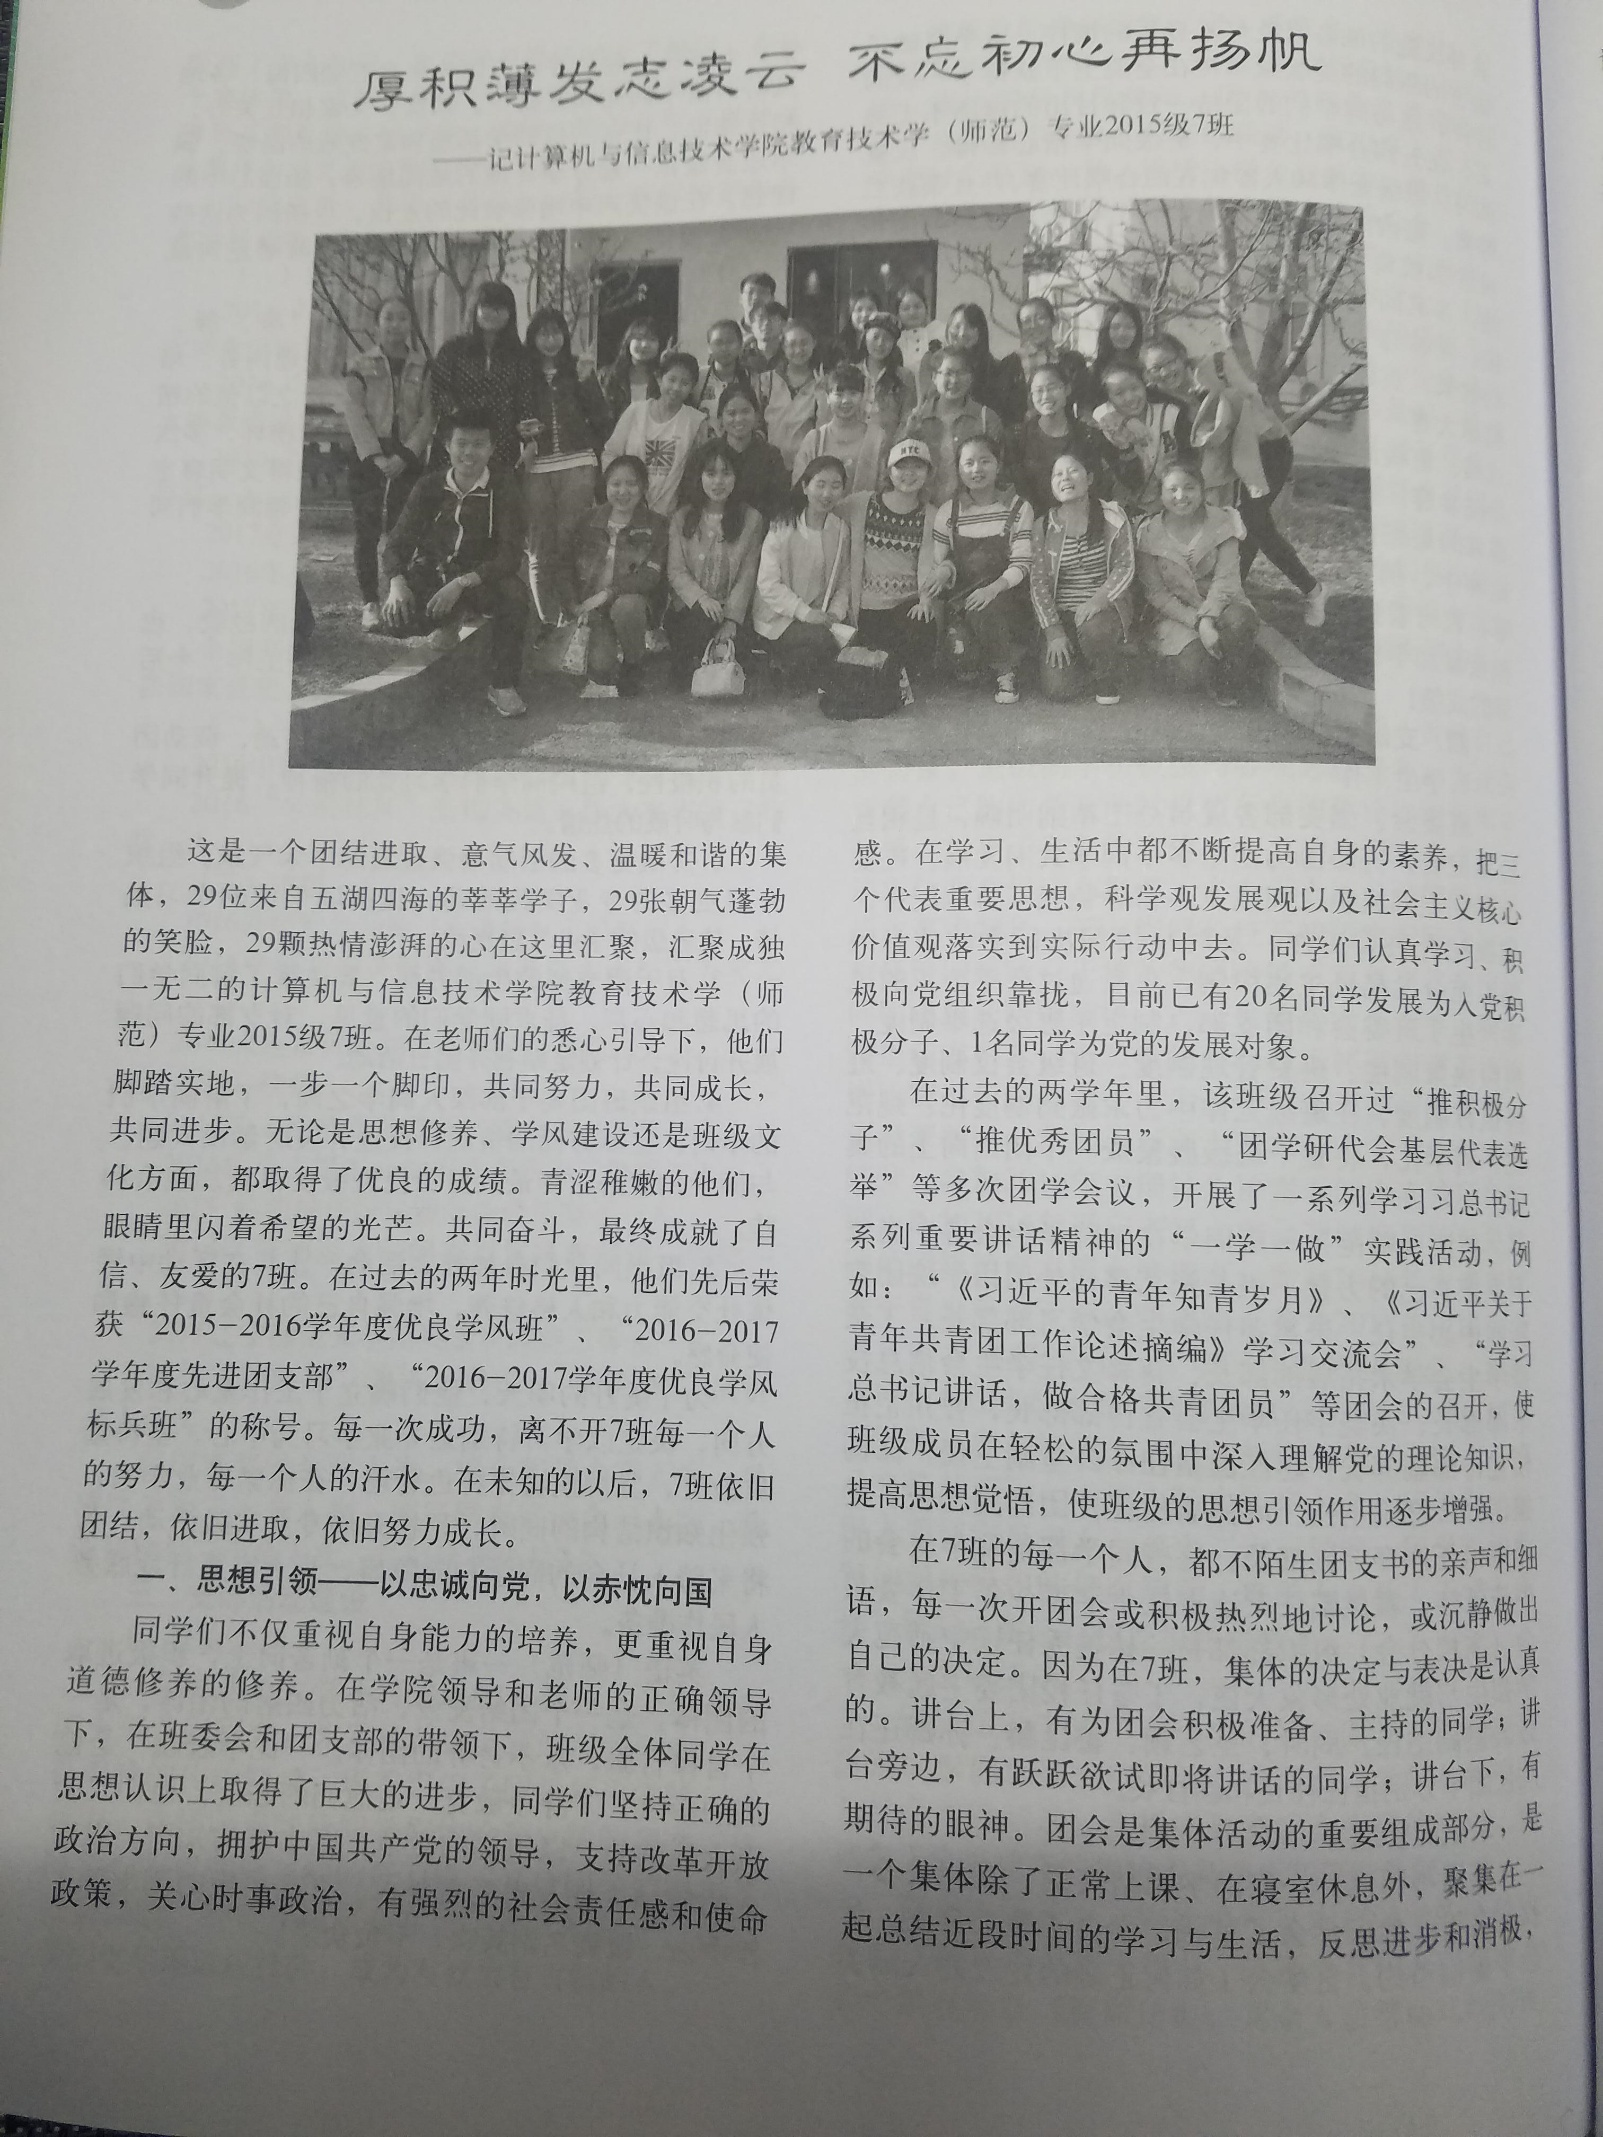 厚积薄发志凌云 不忘初心再扬帆
——记计算机与信息技术学院教育技术学（师范）专业2015级7班
HTC
这是一个团结进取、意气风发、温暖和谐的集
体，29位来自五湖四海的莘莘学子，29张朝气蓬勃
的笑脸，29颗热情澎湃的心在这里汇聚，汇聚成独
一无二的计算机与信息技术学院教育技术学（师
范）专业2015级7班。在老师们的悉心引导下，他们
脚踏实地，一步一个脚印，共同努力，共同成长，
共同进步。无论是思想修养、学风建设还是班级文
化方面，都取得了优良的成绩。青涩稚嫩的他们，
眼睛里闪着希望的光芒。共同奋斗，最终成就了自
信、友爱的7班。在过去的两年时光里，他们先后荣
获“2015-2016学年度优良学风班”、“2016-2017
学年度先进团支部”、“2016-2017学年度优良学风
标兵班”的称号。每一次成功，离不开7班每一个人
的努力，每一个人的汗水。在未知的以后，7班依旧
团结，依旧进取，依旧努力成长。
一、思想引领——以忠诚向党，以赤忱向国
同学们不仅重视自身能力的培养，更重视自身
道德修养的修养。在学院领导和老师的正确领导
下，在班委会和团支部的带领下，班级全体同学在
思想认识上取得了巨大的进步，同学们坚持正确的
政治方向，拥护中国共产党的领导，支持改革开放
政策，关心时事政治，有强烈的社会责任感和使命
感。在学习、生活中都不断提高自身的素养，把三
个代表重要思想，科学观发展观以及社会主义核心
价值观落实到实际行动中去。同学们认真学习、积
极向党组织靠拢，目前已有20名同学发展为入党积
极分子、1名同学为党的发展对象。
在过去的两学年里，该班级召开过“推积极分
子”、“推优秀团员”、“团学研代会基层代表选
举”等多次团学会议，开展了一系列学习习总书记
系列重要讲话精神的“一学一做”实践活动，例
如：“《习近平的青年知青岁月》、《习近平关于
青年共青团工作论述摘编》学习交流会”、“学习
总书记讲话，做合格共青团员”等团会的召开，使
班级成员在轻松的氛围中深入理解党的理论知识，
提高思想觉悟，使班级的思想引领作用逐步增强。
在7班的每一个人，都不陌生团支书的亲声和细
语，每一次开团会或积极热烈地讨论，或沉静做出
自己的决定。因为在7班，集体的决定与表决是认真
的。讲台上，有为团会积极准备、主持的同学；讲
台旁边，有跃跃欲试即将讲话的同学；讲台下，有
期待的眼神。团会是集体活动的重要组成部分，是
一个集体除了正常上课、在寝室休息外，聚集在一
起总结近段时间的学习与生活，反思进步和消极，